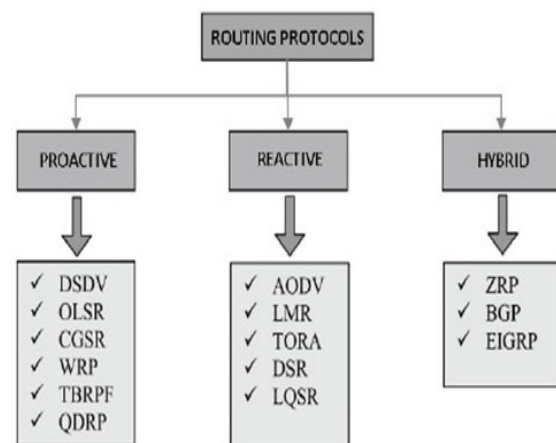 ROUTING PROTOCOLS
PROACTIVE
REACTIVE
HYBRID
✓ DSDV
✓ OLSR
✓ CGSR
✓ WRP
✓ TBRPF
✓ QDRP
✓ AODV
✓ LMR
✓ TORA
✓ DSR
✓ LQSR
✓ ZRP
✓ BGP
✓ EIGRP